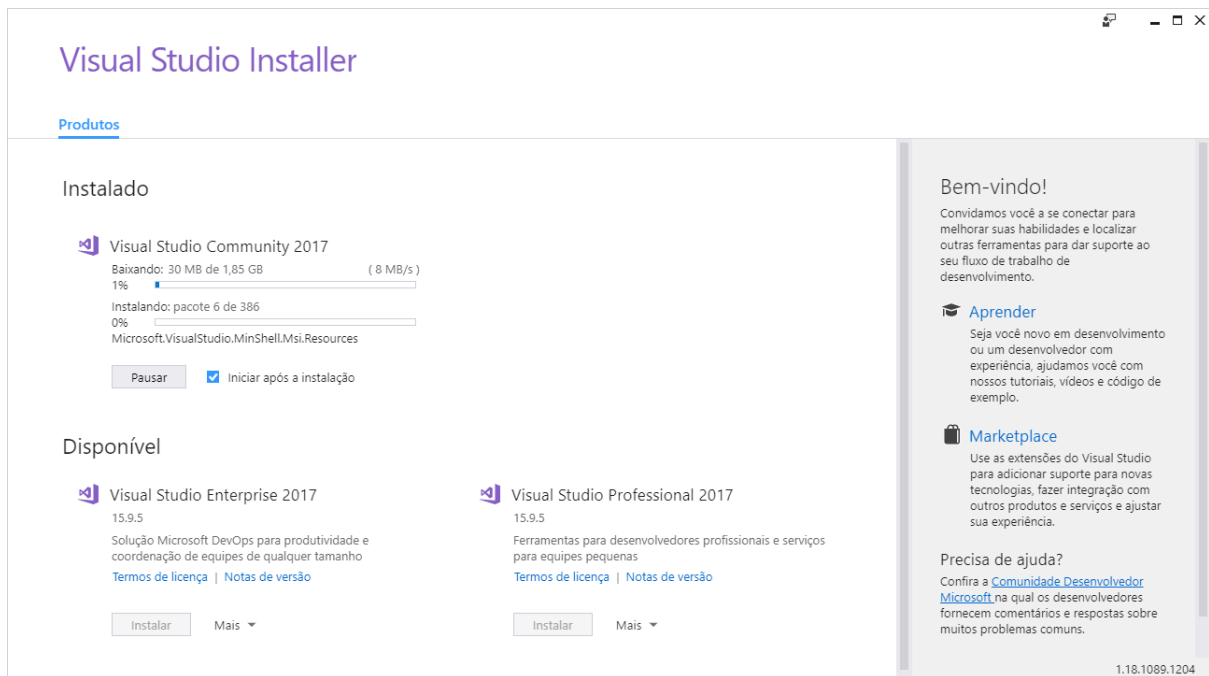 Visual Studio Installer
Produtos
Instalado
Visual Studio Community 2017
Baixando: 30 MB de 1,85 GB ( 8 MB/s )
1%
Instalando: pacote 6 de 386
0%
Microsoft.VisualStudio.MinShell.Msi.Resources
Pausar Iniciar após a instalação
Disponível
Visual Studio Enterprise 2017
15.9.5
Solução Microsoft DevOps para produtividade e
coordenação de equipes de qualquer tamanho
Termos de licença | Notas de versão
Instalar Mais
Visual Studio Professional 2017
15.9.5
Ferramentas para desenvolvedores profissionais e serviços
para equipes pequenas
Termos de licença | Notas de versão
Instalar Mais
Bem-vindo!
Convidamos você a se conectar para
melhorar suas habilidades e localizar
outras ferramentas para dar suporte ao
seu fluxo de trabalho de
desenvolvimento.
Aprender
Seja você novo em desenvolvimento
ou um desenvolvedor com
experiência, ajudamos você com
nossos tutoriais, vídeos e código de
exemplo.
Marketplace
Use as extensões do Visual Studio
para adicionar suporte para novas
tecnologias, fazer integração com
outros produtos e serviços e ajustar
sua experiência.
Precisa de ajuda?
Confira a Comunidade Desenvolvedor
Microsoft na qual os desenvolvedores
fornecem comentários e respostas sobre
muitos problemas comuns.
1.18.1089.1204